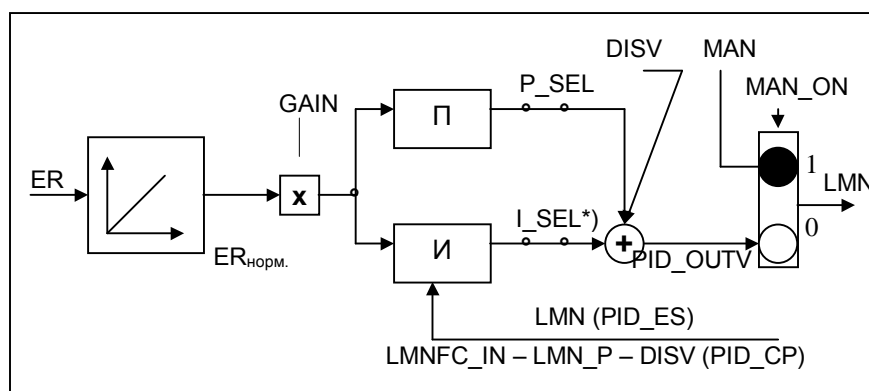 DISV MAN
P_SEL MAN_ON
GAIN
П
1
ER x LMN
I_SEL*) 0
И +
ERнорм. PID_OUTV
LMN (PID_ES)
LMNFC_IN – LMN_P – DISV (PID_CP)